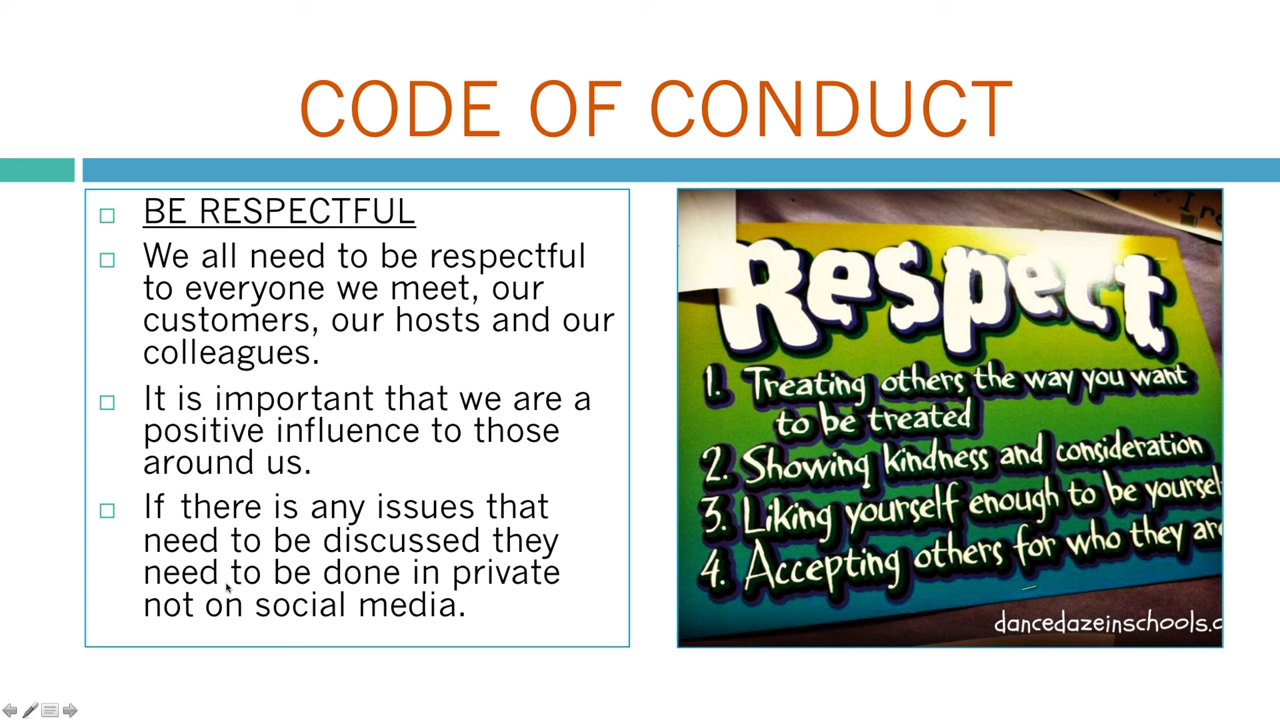 CODE OF CONDUCT
BE RESPECTFUL
We all need to be respectful
to everyone we meet, our
customers, our hosts and our
colleagues.
It is important that we are a
positive influence to those
around us.
If there is any issues that
need to be discussed they
need to be done in private
not on social media.
Respect
1. Treating others the way you want
to be treated
2. Showing kindness and consideration
3. Liking yourself enough to be yoursel
4. Accepting others for who they are
dancedazeinschools.o